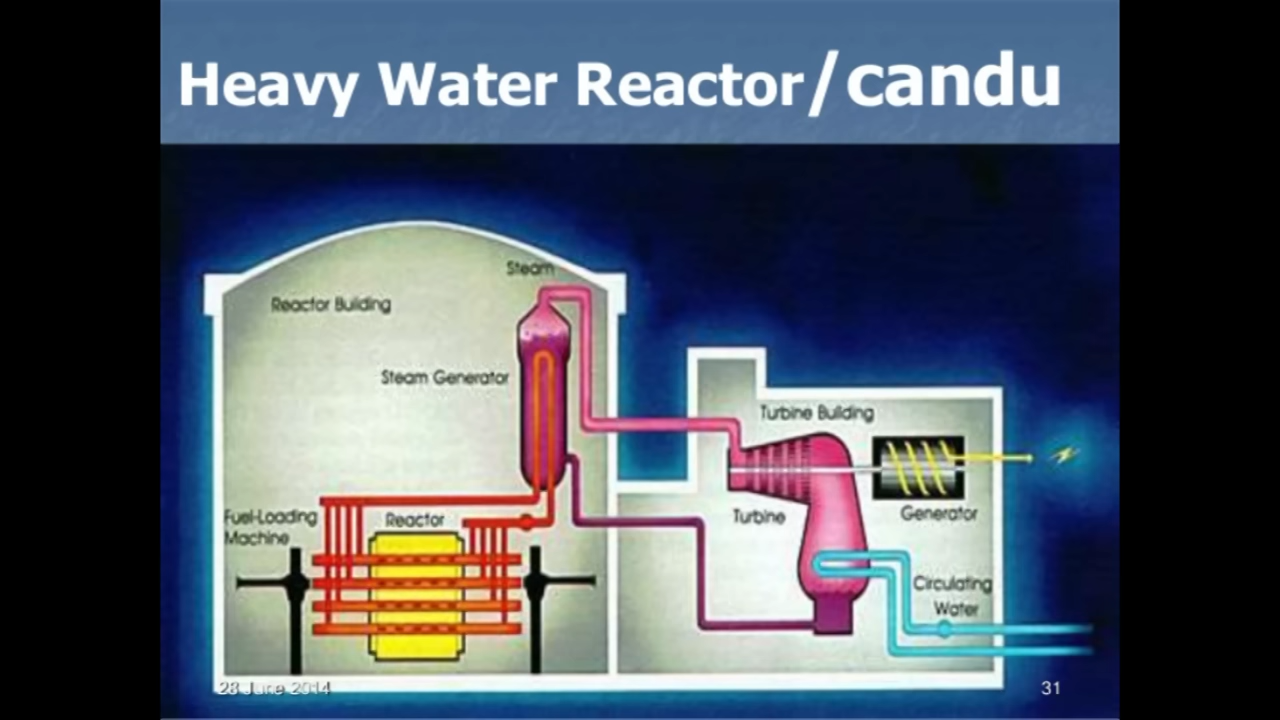 Heavy Water Reactor/candu
Steam
Reactor Building
Steam Generator
Turbine Building
Fuel-Loading
Machine
Reactor
Turbine
Generator
Circulating
Water
28 June 2014
31